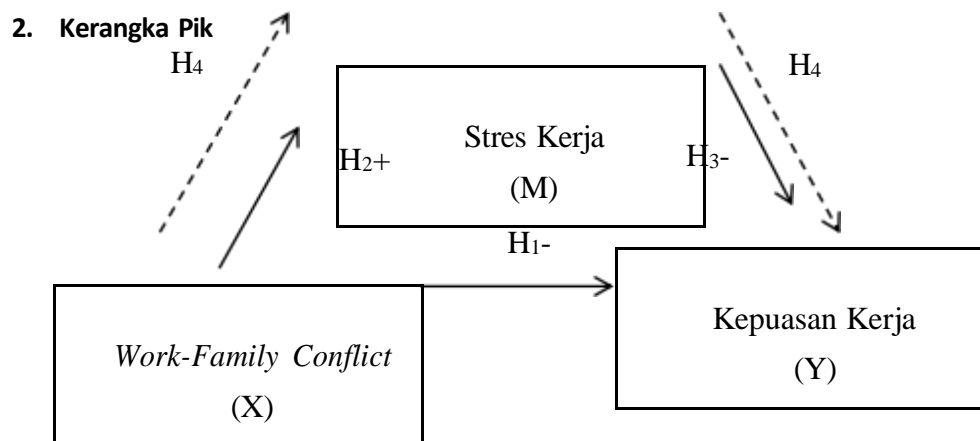 2. Kerangka Pik
H4
H4
Stres Kerja
H2+
H3-
(M)
H1-
Kepuasan Kerja
Work-Family Conflict
(Y)
(X)